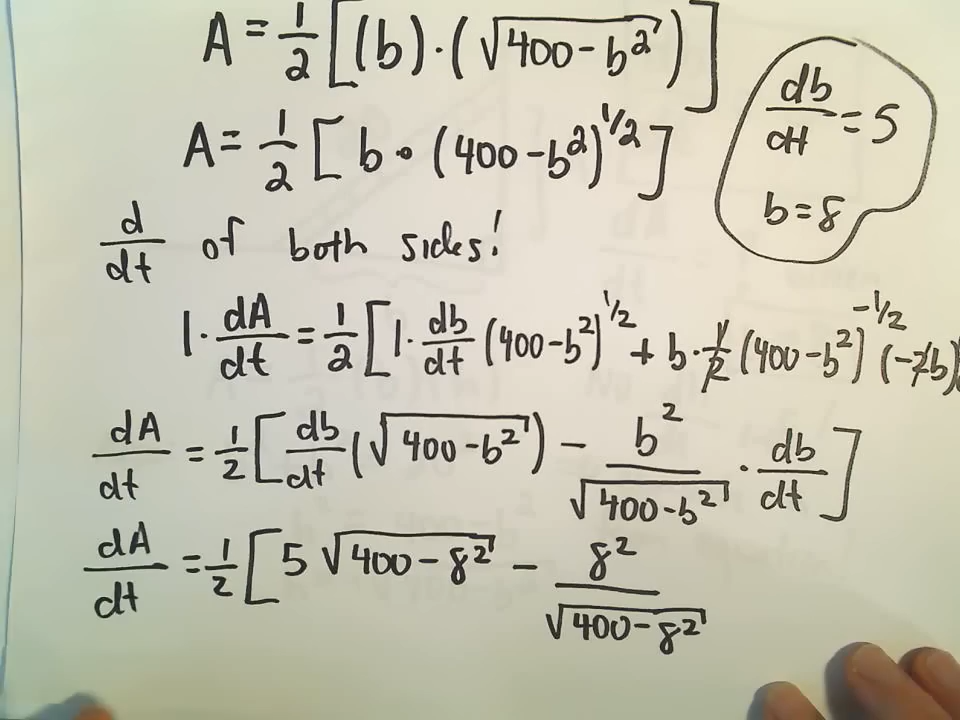 A = 1/2 [(b)·(√400-b²)]
A = 1/2 [b • (400-b²)^1/2]
db/dt = 5
b = 8
d/dt of both sides!
1· dA/dt = 1/2 [1· db/dt (400-b²)^1/2 + b· 1/2 (400-b²)^-1/2 (-2b)
dA/dt = 1/2 [db/dt (√400-b²) - b²/√400-b² · db/dt]
dA/dt = 1/2 [5 √400-8² - 8²/√400-8²